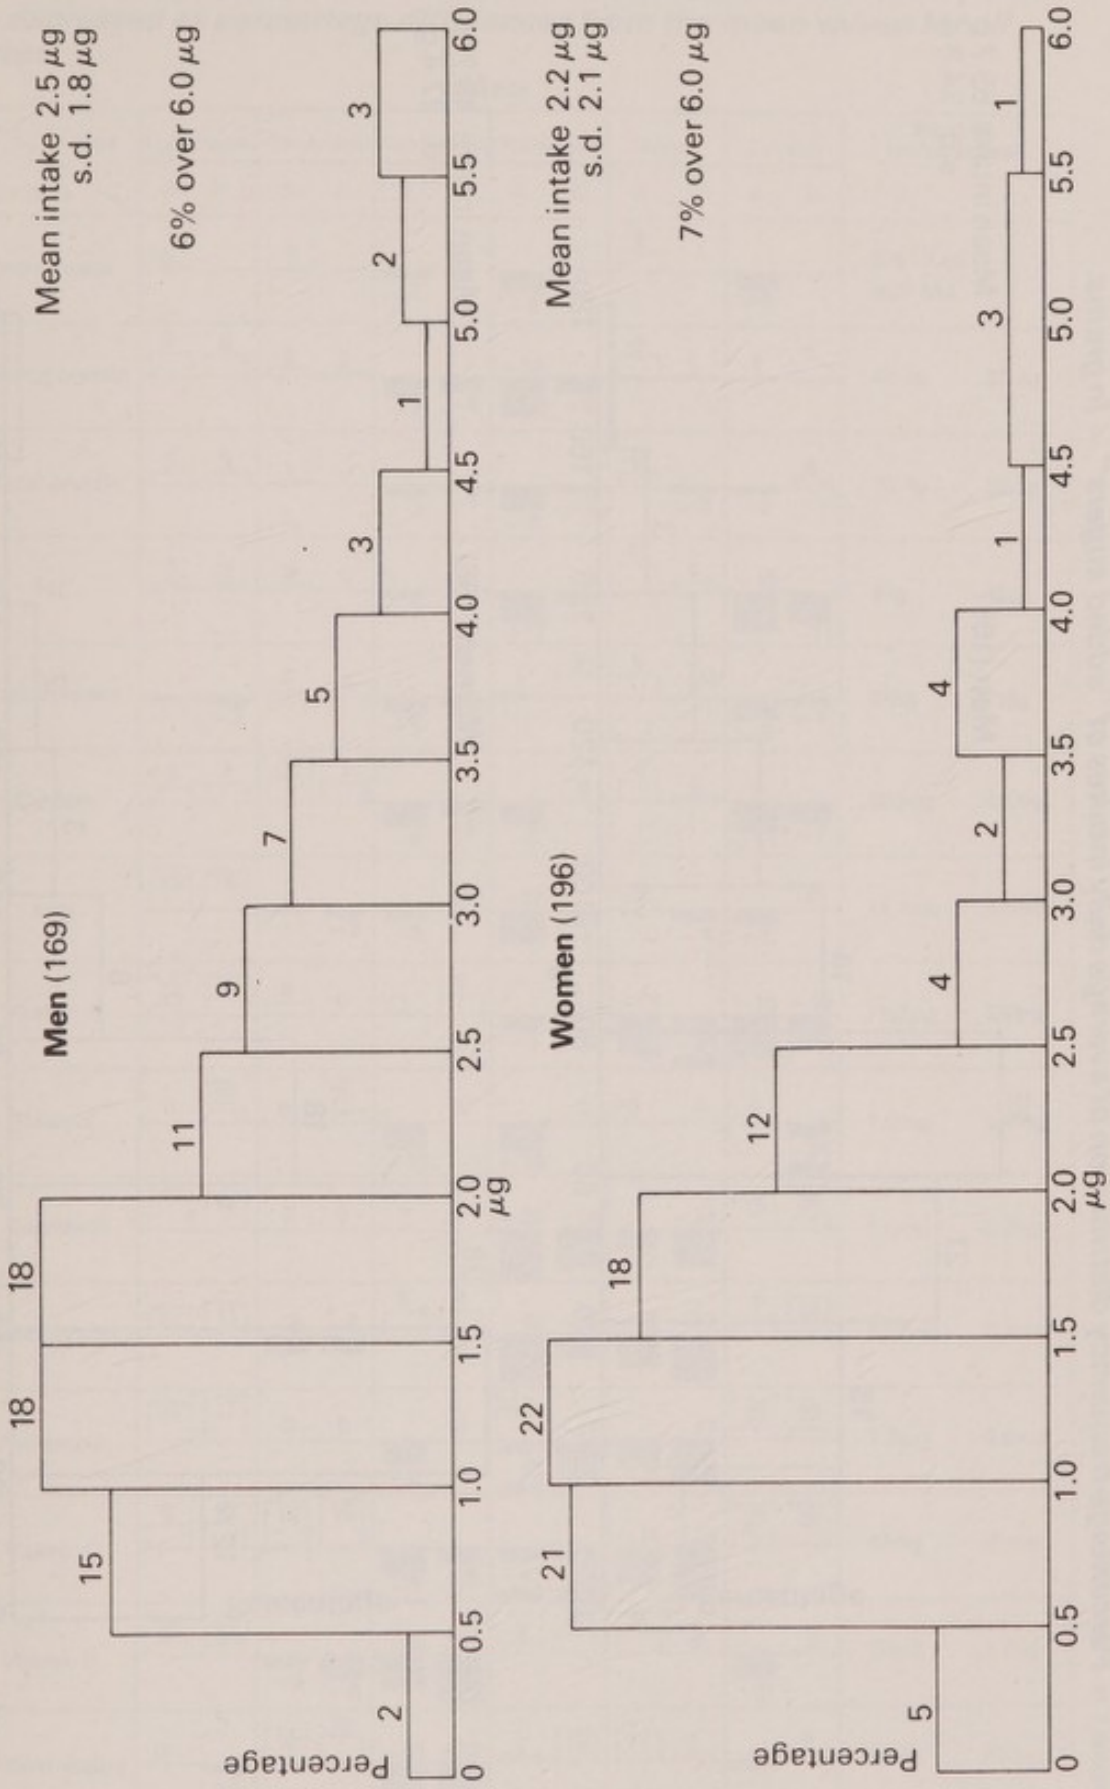 Men (169)
Mean intake 2.5 μg
s.d. 1.8 μg
6% over 6.0 μg
Percentage
2
15
18
18
11
9
7
5
3
1
2
3
0 0.5 1.0 1.5 2.0 2.5 3.0 3.5 4.0 4.5 5.0 5.5 6.0
μg
Women (196)
Mean intake 2.2 μg
s.d. 2.1 μg
7% over 6.0 μg
Percentage
5
21
22
18
12
4
2
4
1
3
1
0 0.5 1.0 1.5 2.0 2.5 3.0 3.5 4.0 4.5 5.0 5.5 6.0
μg